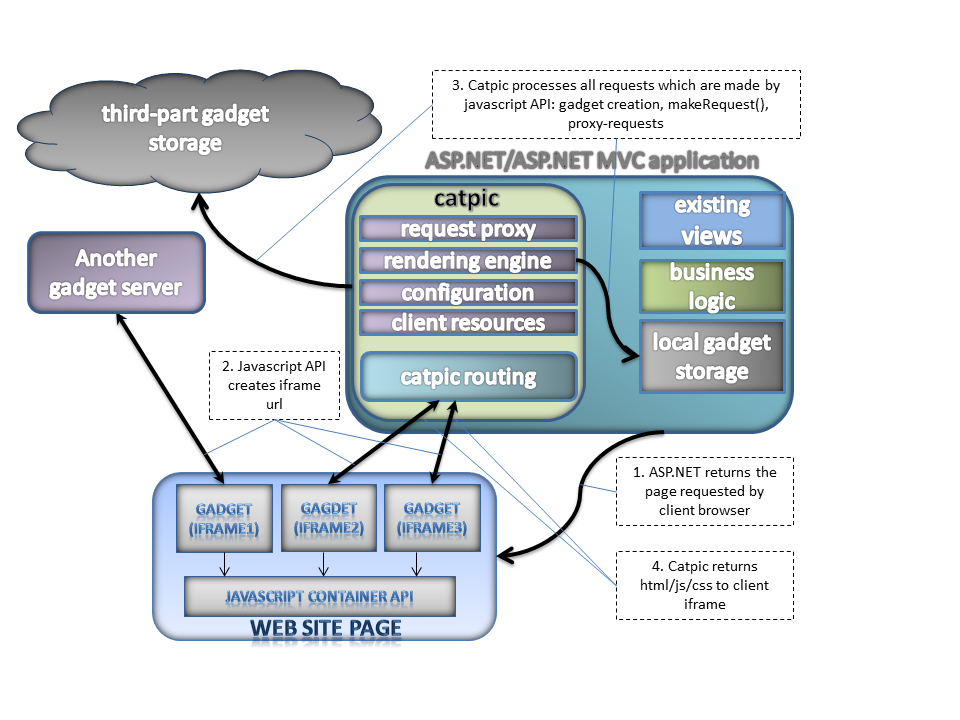 3. Catpic processes all requests which are made by
javascript API: gadget creation, makeRequest(),
proxy-requests
third-part gadget
storage
ASP.NET/ASP.NET MVC application
catpic
request proxy
rendering engine
configuration
client resources
catpic routing
existing
views
business
logic
local gadget
storage
Another
gadget server
2. Javascript API
creates iframe
url
1. ASP.NET returns the
page requested by
client browser
GADGET
(IFRAME1)
GAGDET
(IFRAME2)
GADGET
(IFRAME3)
JAVASCRIPT CONTAINER API
WEB SITE PAGE
4. Catpic returns
html/js/css to client
iframe